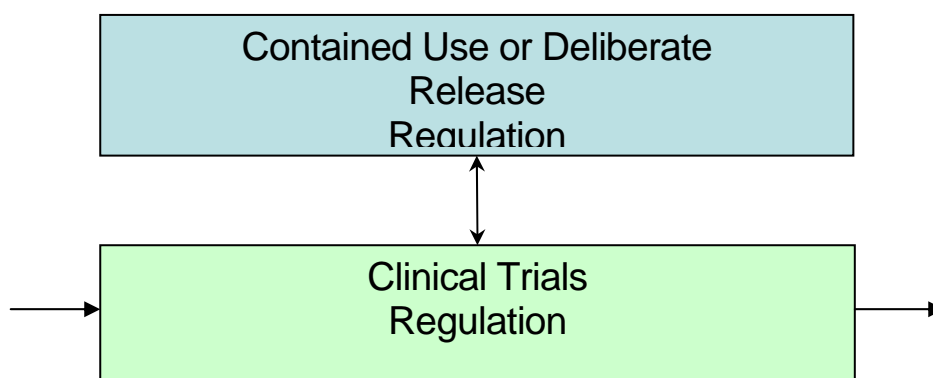 Contained Use or Deliberate
Release
Regulation
Clinical Trials
Regulation